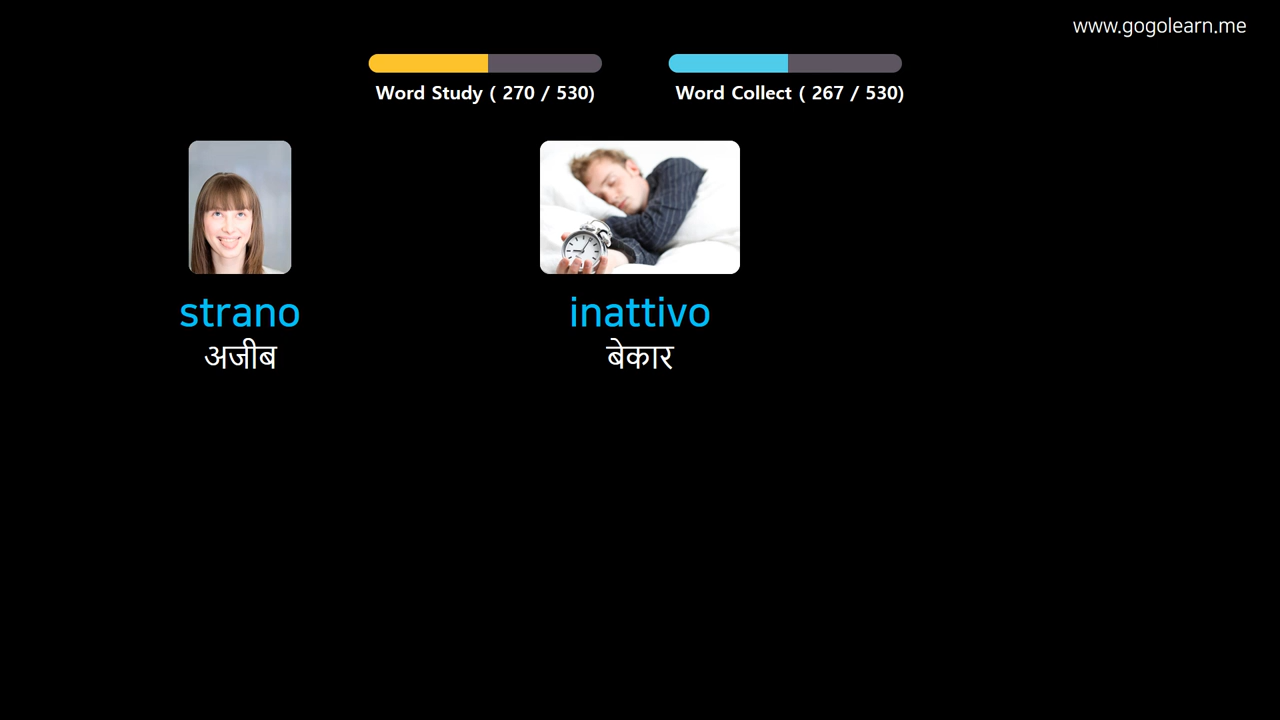 www.gogolearn.me
Word Study ( 270 / 530)
Word Collect ( 267 / 530)
strano
अजीब
inattivo
बेकार